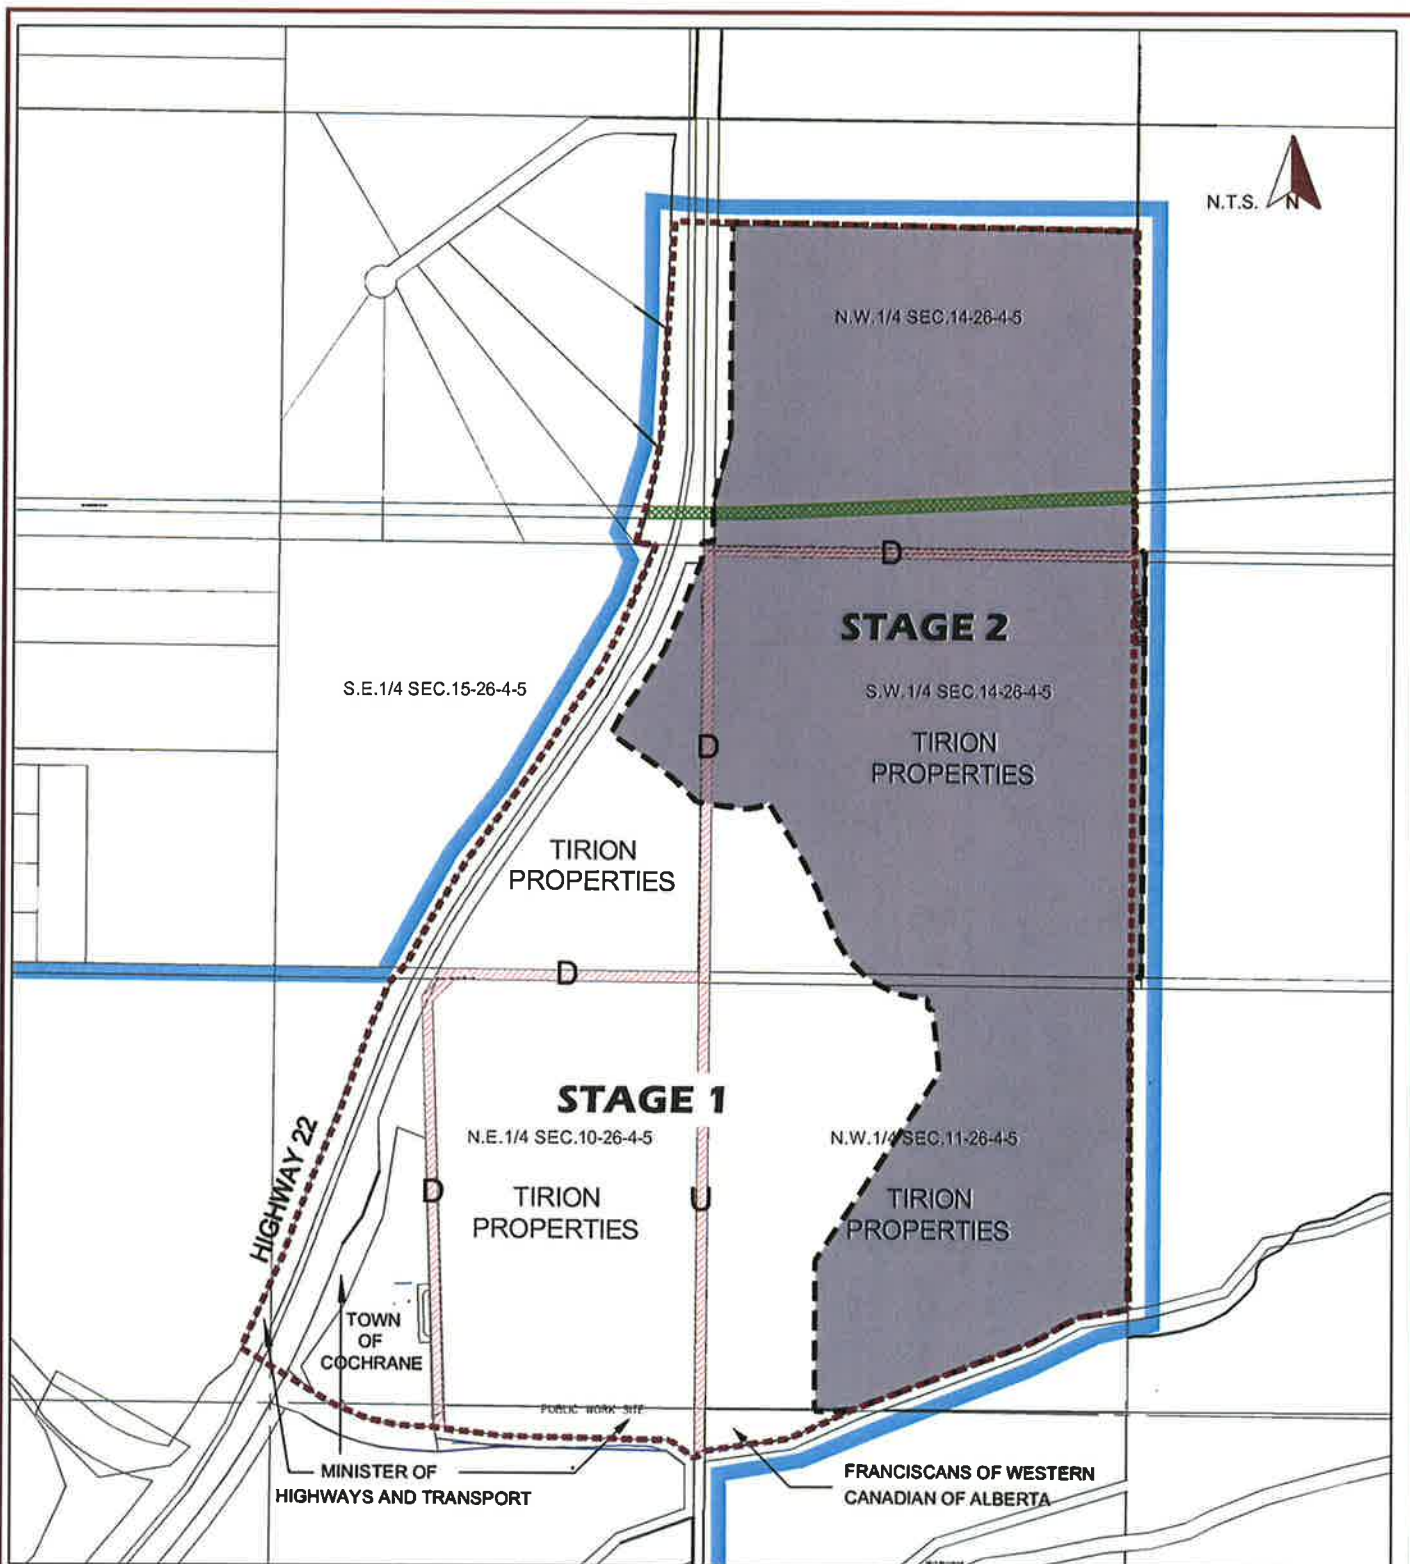 N.T.S.
N
N.W.1/4 SEC.14-26-4-5
D
STAGE 2
S.E.1/4 SEC.15-26-4-5
S.W.1/4 SEC.14-26-4-5
D
TIRION
PROPERTIES
TIRION
PROPERTIES
D
STAGE 1
N.E.1/4 SEC.10-26-4-5
N.W.1/4 SEC.11-26-4-5
HIGHWAY 22
D
TIRION
PROPERTIES
U
TIRION
PROPERTIES
TOWN
OF
COCHRANE
PUBLIC WORK SITE
MINISTER OF
HIGHWAYS AND TRANSPORT
FRANCISCANS OF WESTERN
CANADIAN OF ALBERTA